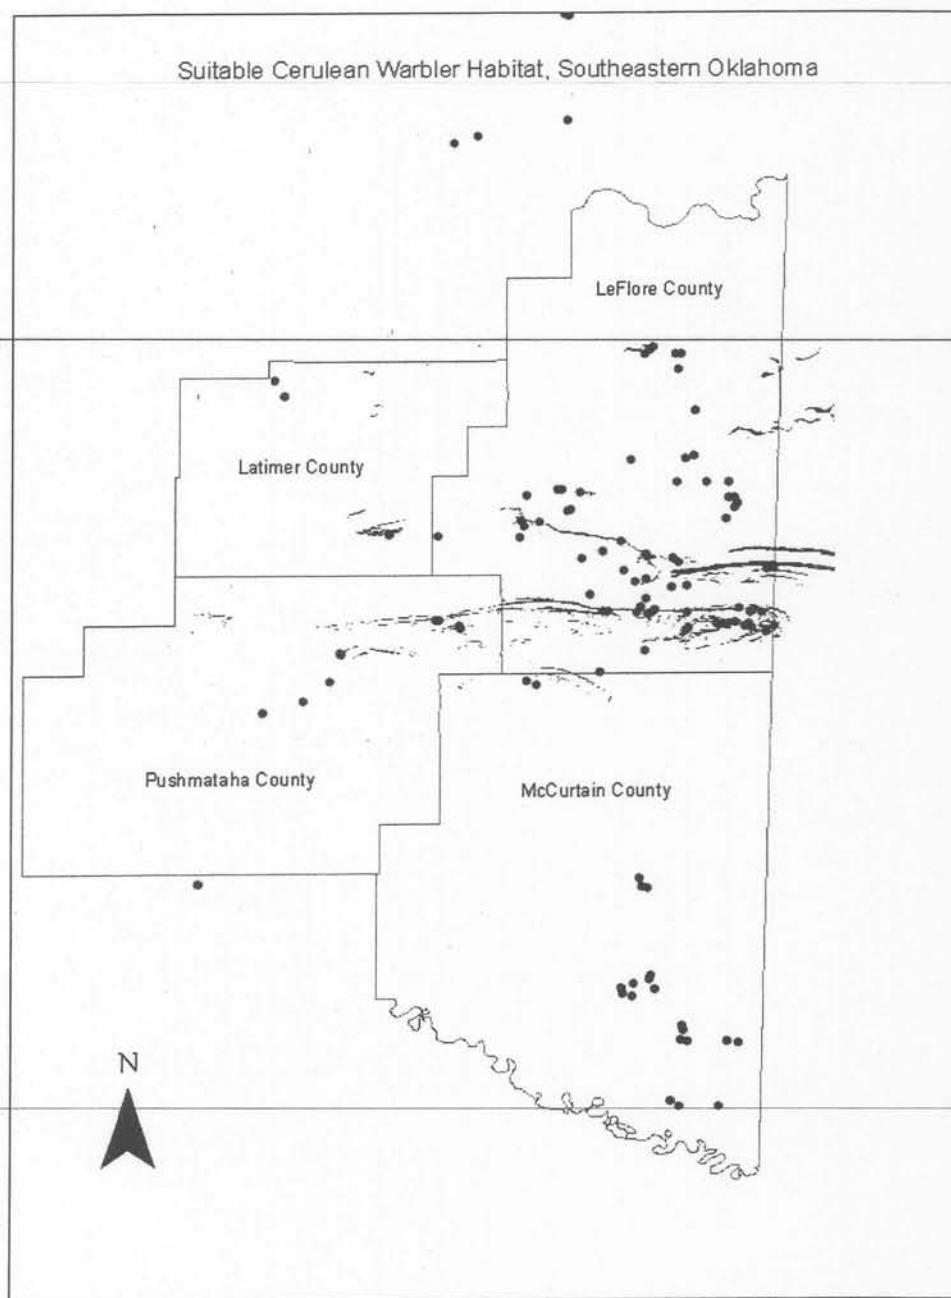 Suitable Cerulean Warbler Habitat, Southeastern Oklahoma
LeFlore County
Latimer County
Pushmataha County
McCurtain County
N